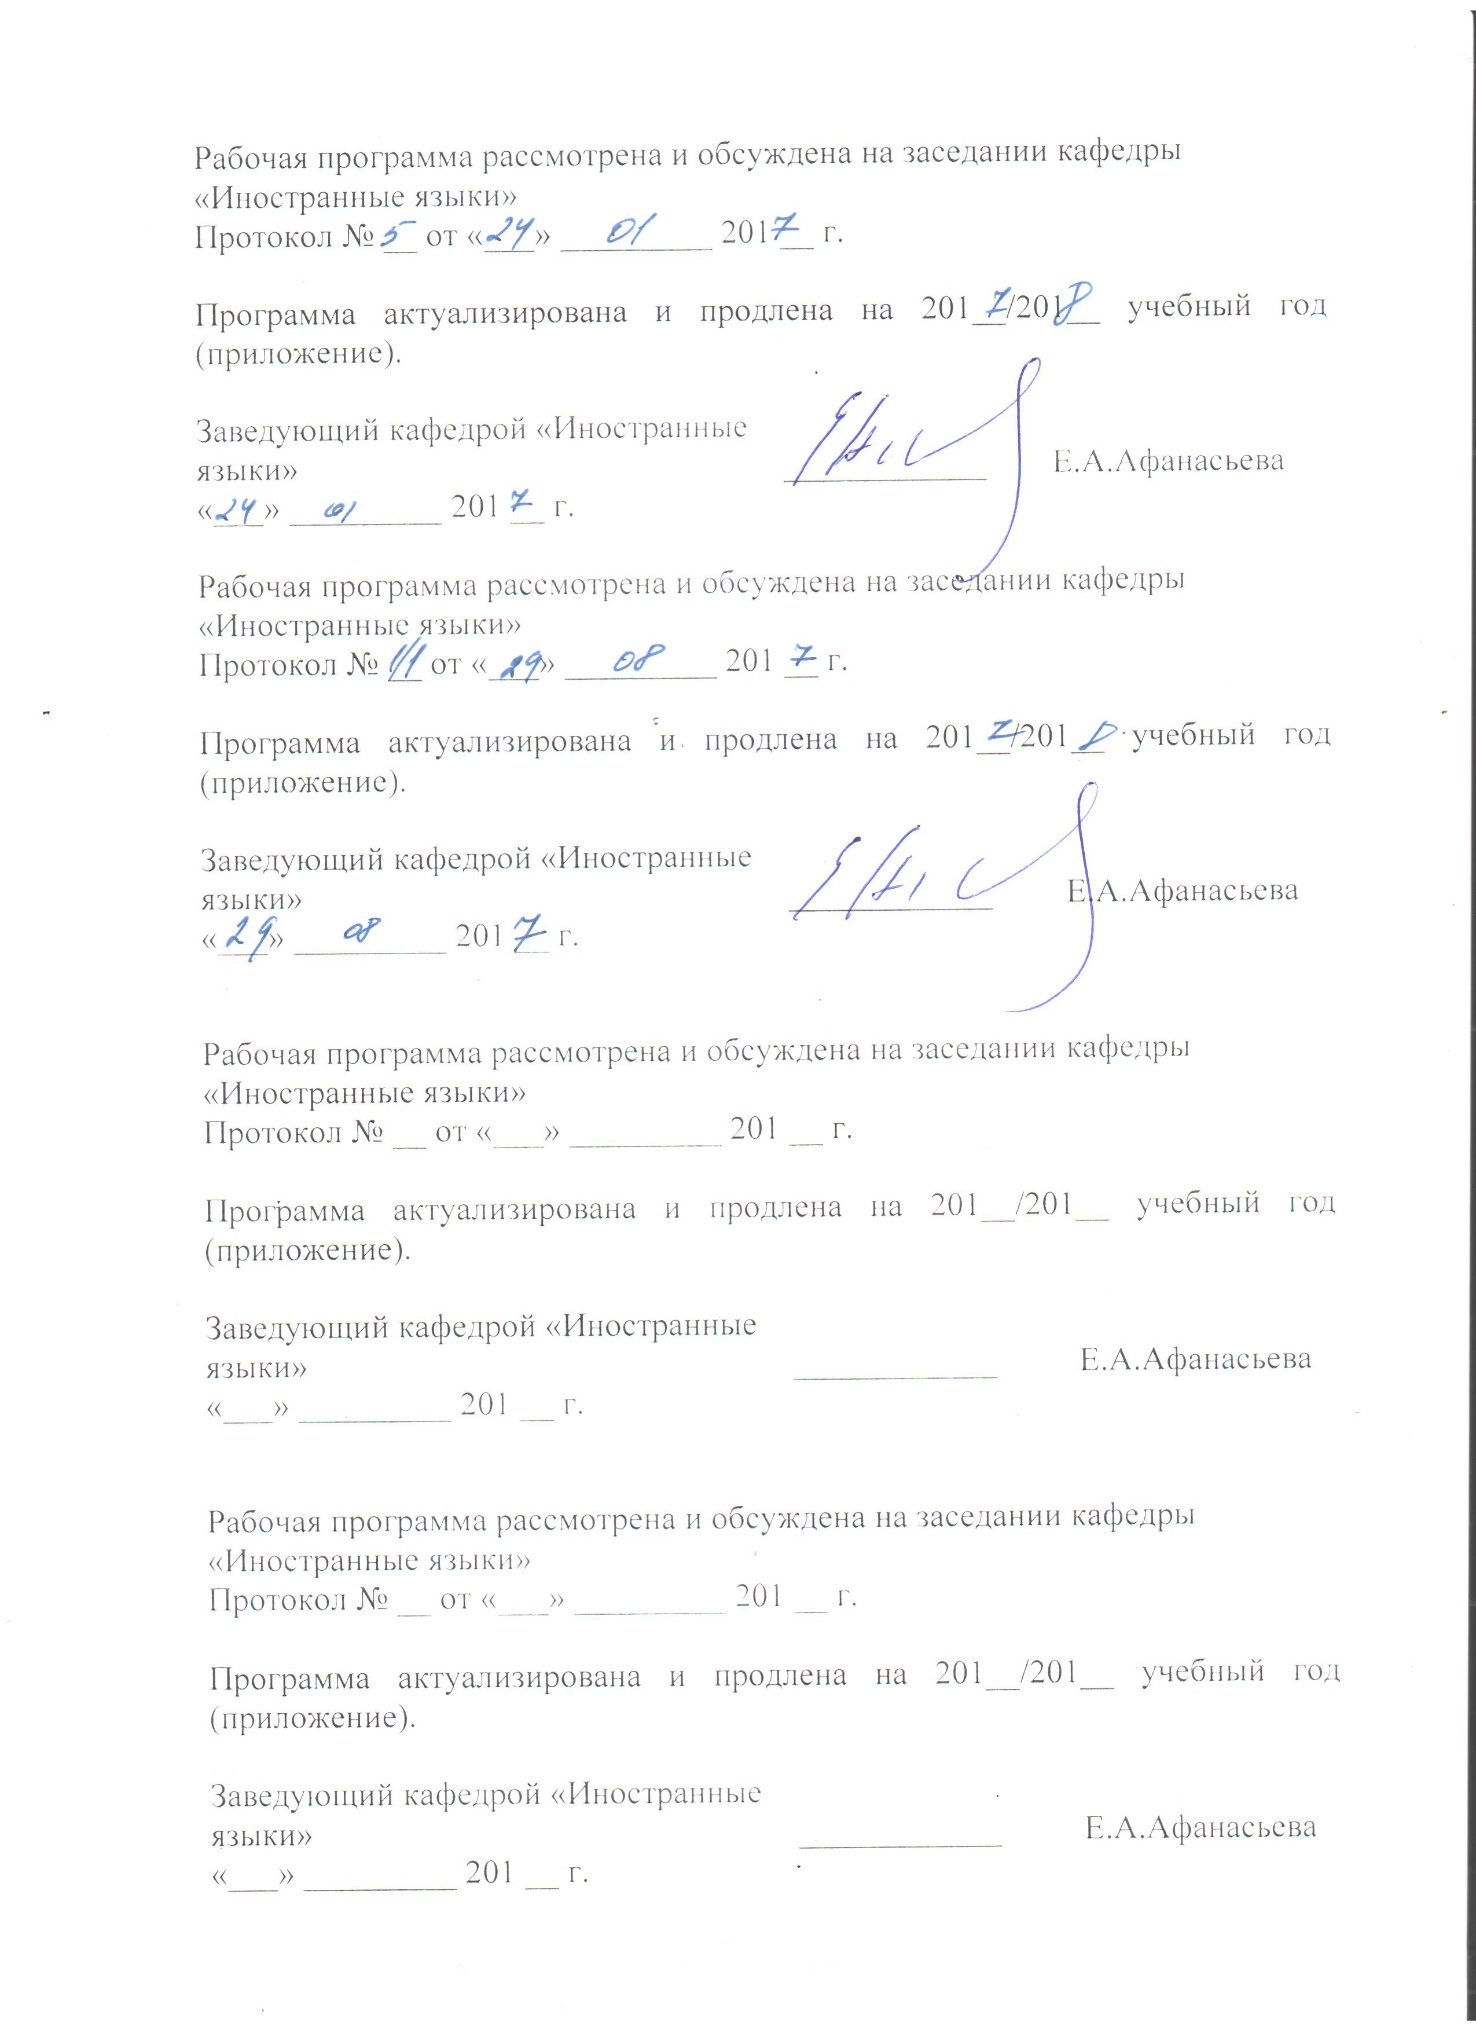 Рабочая программа рассмотрена и обсуждена на заседании кафедры
«Иностранные языки»
Протокол № 5 от «24» 01 2017 г.
Программа актуализирована и продлена на 2017/2018 учебный год
(приложение).
Заведующий кафедрой «Иностранные
языки» Е.А.Афанасьева
«24» 01 2017 г.
Рабочая программа рассмотрена и обсуждена на заседании кафедры
«Иностранные языки»
Протокол № 1/1 от «29» 08 2017 г.
Программа актуализирована и продлена на 2017/2018 учебный год
(приложение).
Заведующий кафедрой «Иностранные
языки» Е.А.Афанасьева
«29» 08 2017 г.
Рабочая программа рассмотрена и обсуждена на заседании кафедры
«Иностранные языки»
Протокол № __ от «___» _________ 201 __ г.
Программа актуализирована и продлена на 201__/201__ учебный год
(приложение).
Заведующий кафедрой «Иностранные
языки» ____________ Е.А.Афанасьева
«___» _________ 201 __ г.
Рабочая программа рассмотрена и обсуждена на заседании кафедры
«Иностранные языки»
Протокол № __ от «___» _________ 201 __ г.
Программа актуализирована и продлена на 201__/201__ учебный год
(приложение).
Заведующий кафедрой «Иностранные
языки» ____________ Е.А.Афанасьева
«___» _________ 201 __ г.